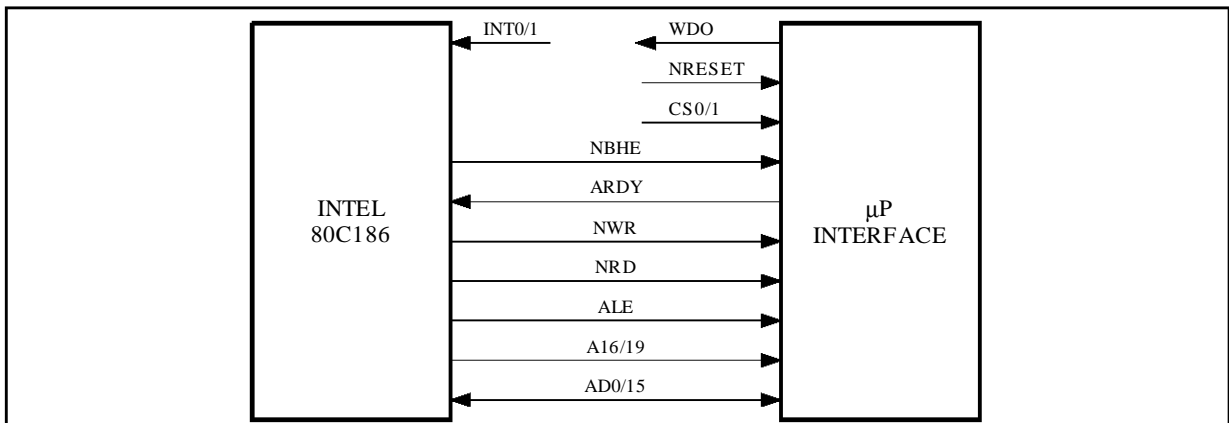 INT0/1
WDO
NRESET
CS0/1
NBHE
ARDY
INTEL
80C186
μP
INTERFACE
NWR
NRD
ALE
A16/19
AD0/15